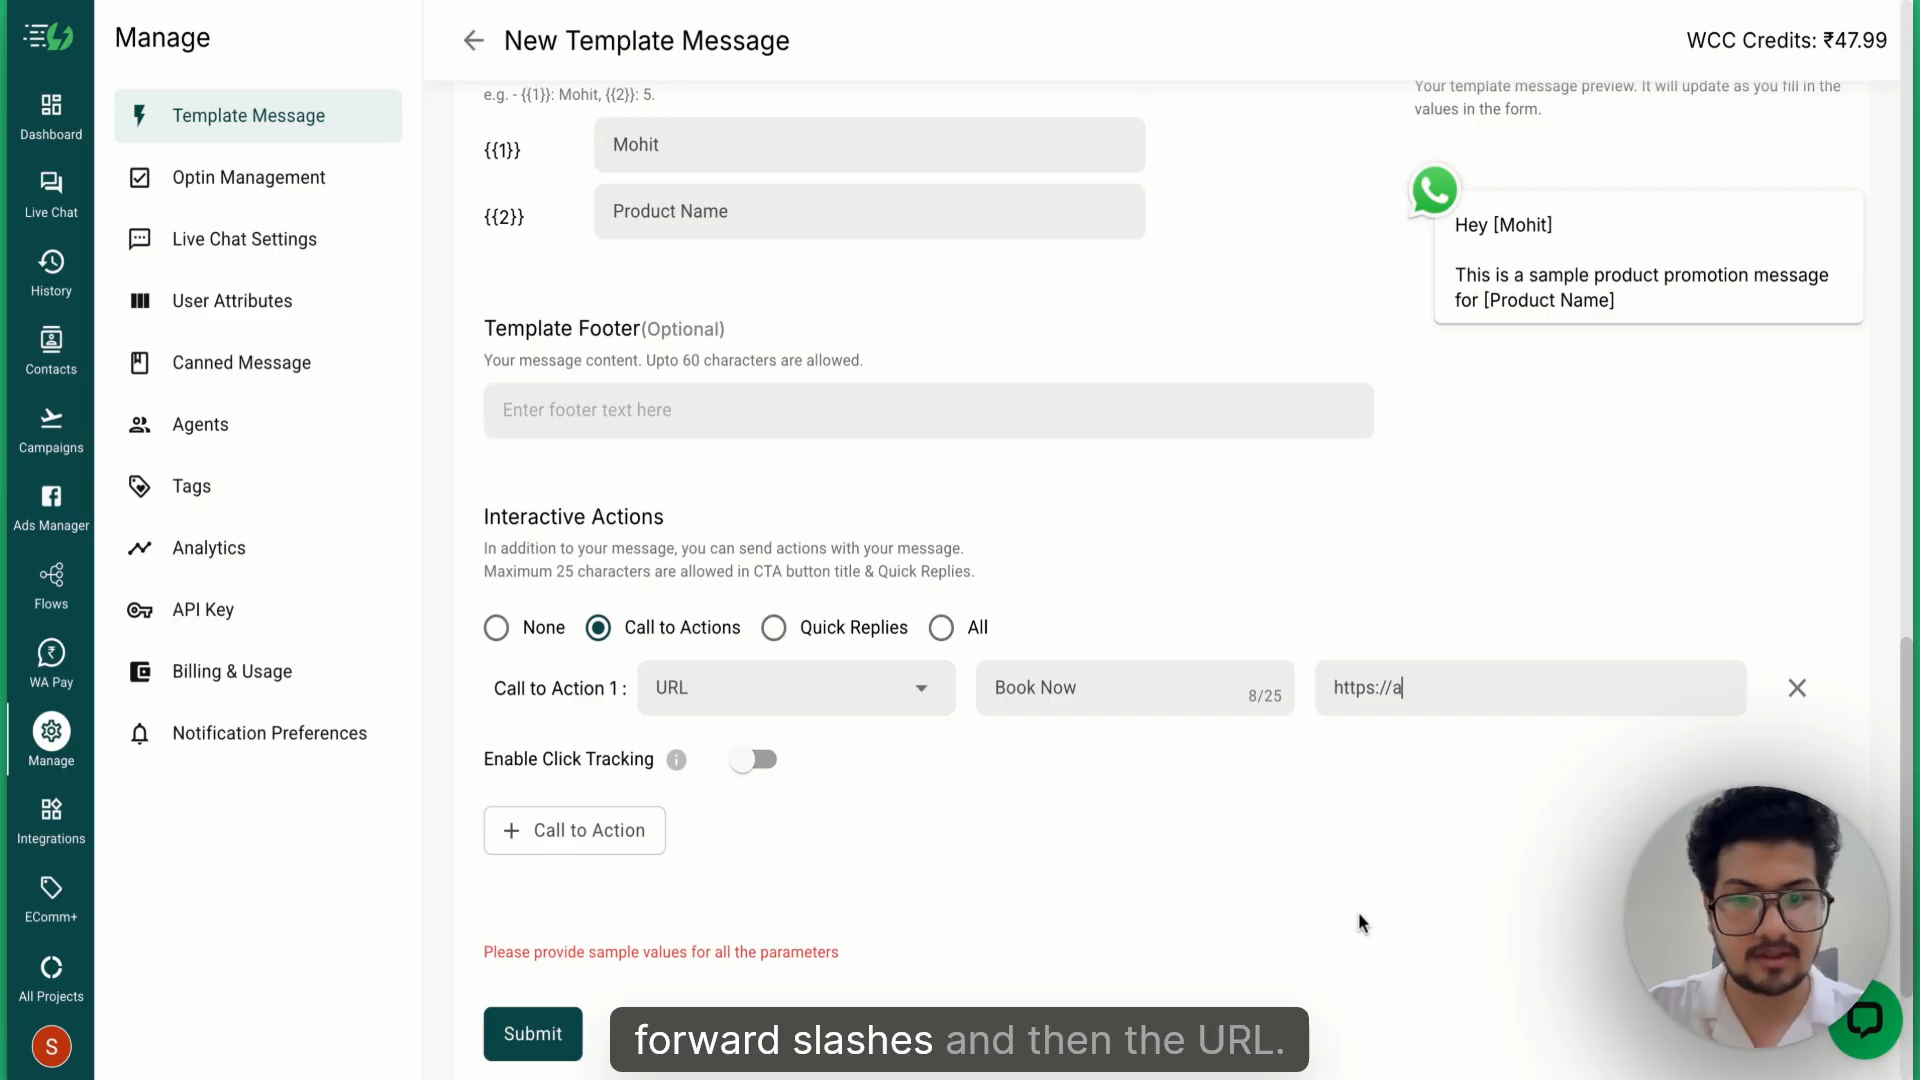 Manage
New Template Message
WCC Credits: ₹47.99
Dashboard
Live Chat
History
Contacts
Campaigns
Ads Manager
Flows
WA Pay
Manage
Integrations
EComm+
All Projects
S
Template Message
Optin Management
Live Chat Settings
User Attributes
Canned Message
Agents
Tags
Analytics
API Key
Billing & Usage
Notification Preferences
e.g. - {{1}}: Mohit, {{2}}: 5.
{{1}} Mohit
{{2}} Product Name
Template Footer(Optional)
Your message content. Upto 60 characters are allowed.
Enter footer text here
Interactive Actions
In addition to your message, you can send actions with your message.
Maximum 25 characters are allowed in CTA button title & Quick Replies.
None Call to Actions Quick Replies All
Call to Action 1 : URL Book Now 8/25 https://a
Enable Click Tracking
+ Call to Action
Please provide sample values for all the parameters
Submit
Your template message preview. It will update as you fill in the
values in the form.
Hey [Mohit]
This is a sample product promotion message
for [Product Name]
forward slashes and then the URL.